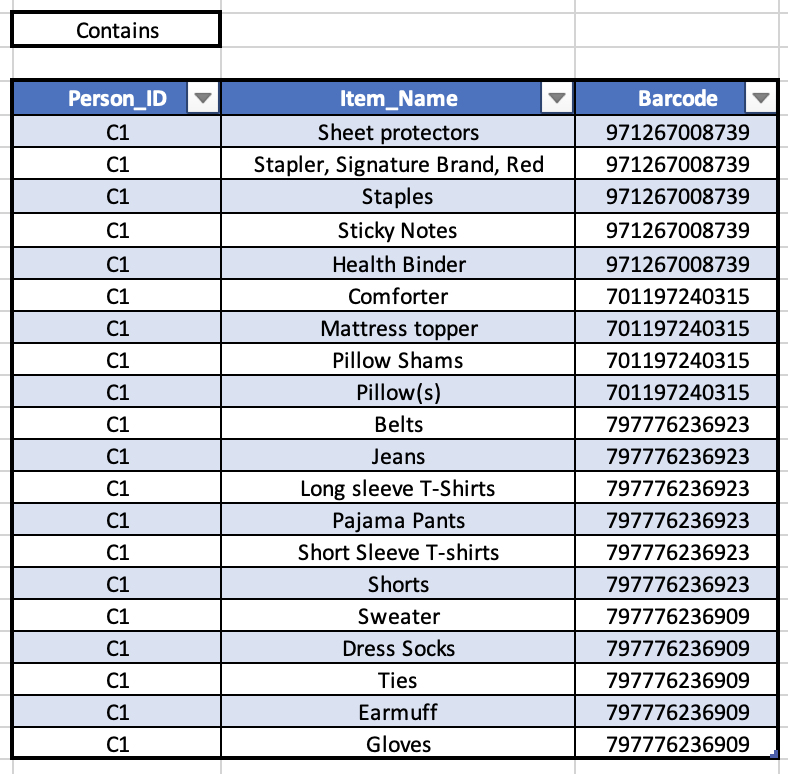 Contains
Person_ID Item_Name Barcode
C1 Sheet protectors 971267008739
C1 Stapler, Signature Brand, Red 971267008739
C1 Staples 971267008739
C1 Sticky Notes 971267008739
C1 Health Binder 971267008739
C1 Comforter 701197240315
C1 Mattress topper 701197240315
C1 Pillow Shams 701197240315
C1 Pillow(s) 701197240315
C1 Belts 797776236923
C1 Jeans 797776236923
C1 Long sleeve T-Shirts 797776236923
C1 Pajama Pants 797776236923
C1 Short Sleeve T-shirts 797776236923
C1 Shorts 797776236923
C1 Sweater 797776236909
C1 Dress Socks 797776236909
C1 Ties 797776236909
C1 Earmuff 797776236909
C1 Gloves 797776236909